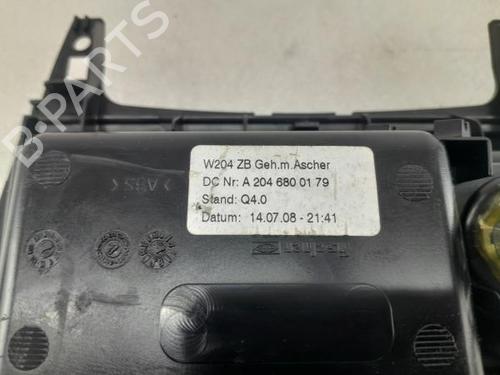 B-PARTS
W204 ZB Geh.m.Ascher
DC Nr: A 204 680 01 79
Stand: Q4.0
Datum: 14.07.08 - 21:41
>ABS<
fischer